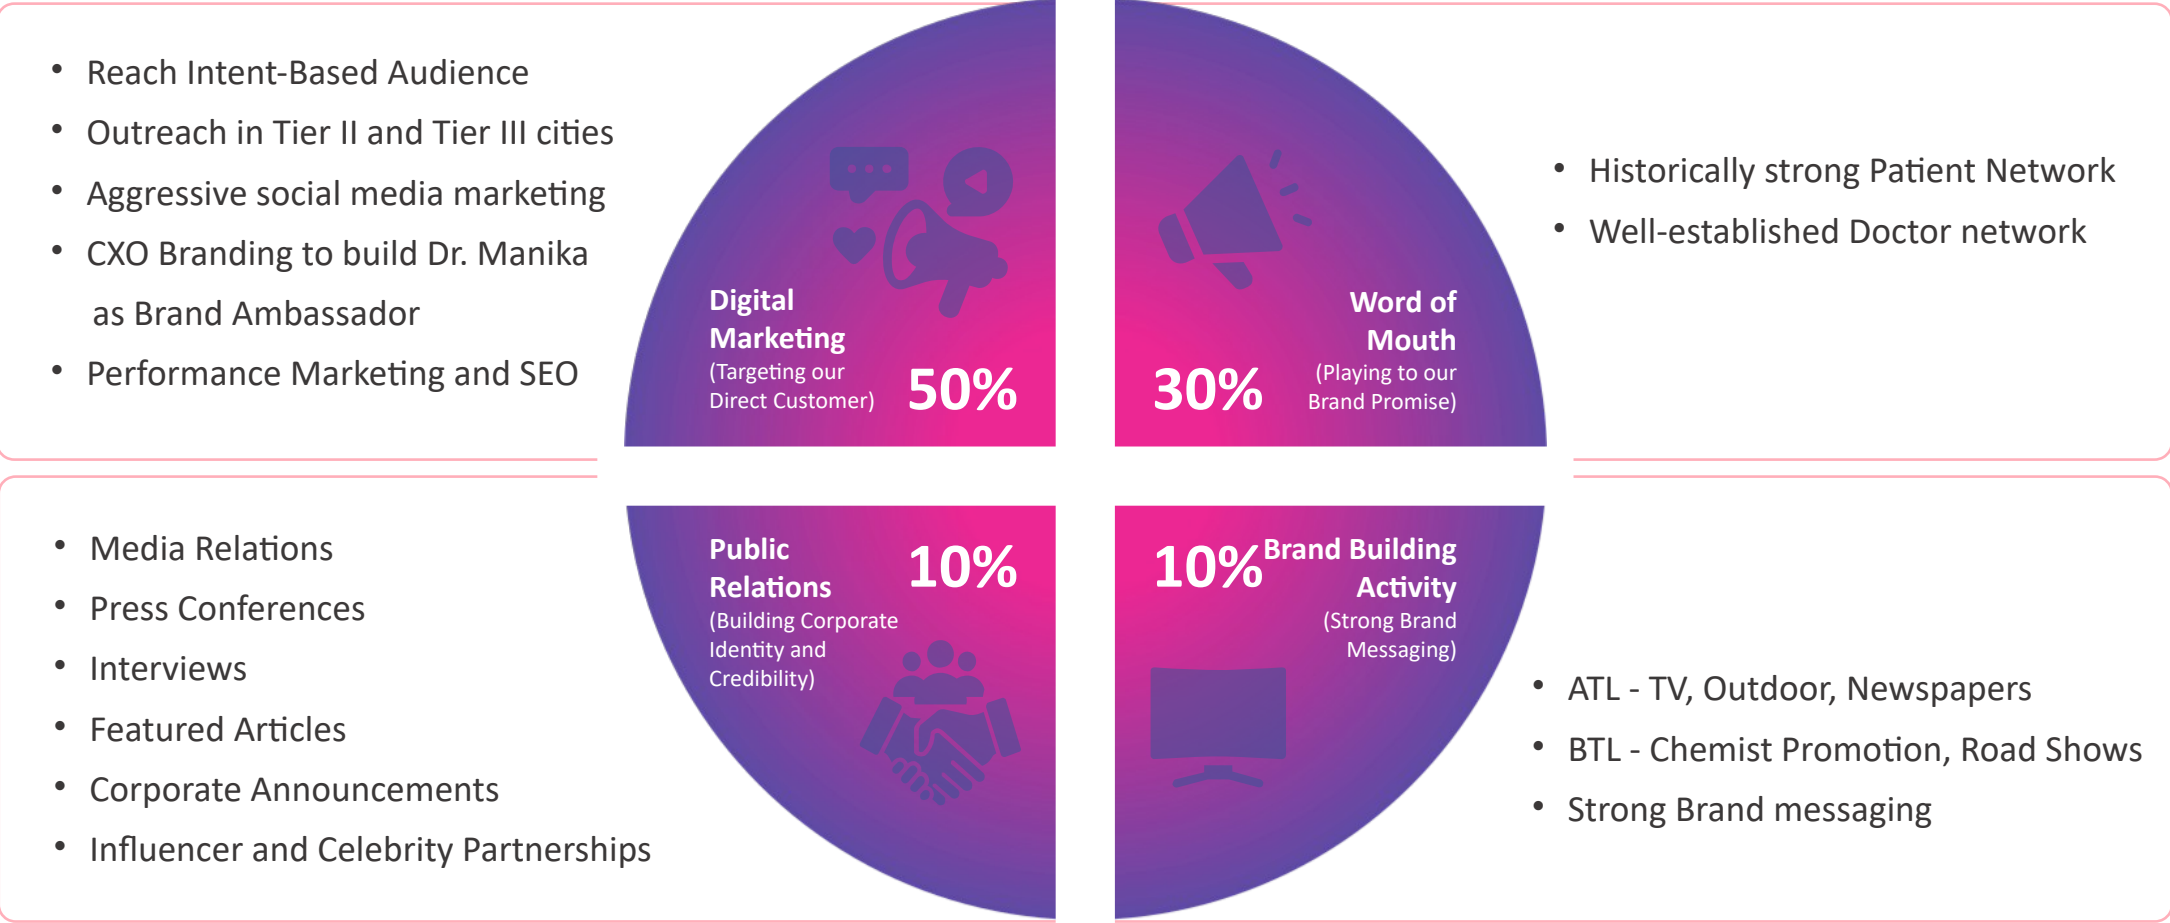 • Reach Intent-Based Audience
• Outreach in Tier II and Tier III cities
• Aggressive social media marketing
• CXO Branding to build Dr. Manika
as Brand Ambassador
• Performance Marketing and SEO
Digital
Marketing
(Targeting our
Direct Customer)
50%
Word of
Mouth
(Playing to our
Brand Promise)
30%
• Historically strong Patient Network
• Well-established Doctor network
• Media Relations
• Press Conferences
• Interviews
• Featured Articles
• Corporate Announcements
• Influencer and Celebrity Partnerships
Public
Relations
(Building Corporate
Identity and
Credibility)
10%
10%
Brand Building
Activity
(Strong Brand
Messaging)
• ATL - TV, Outdoor, Newspapers
• BTL - Chemist Promotion, Road Shows
• Strong Brand messaging